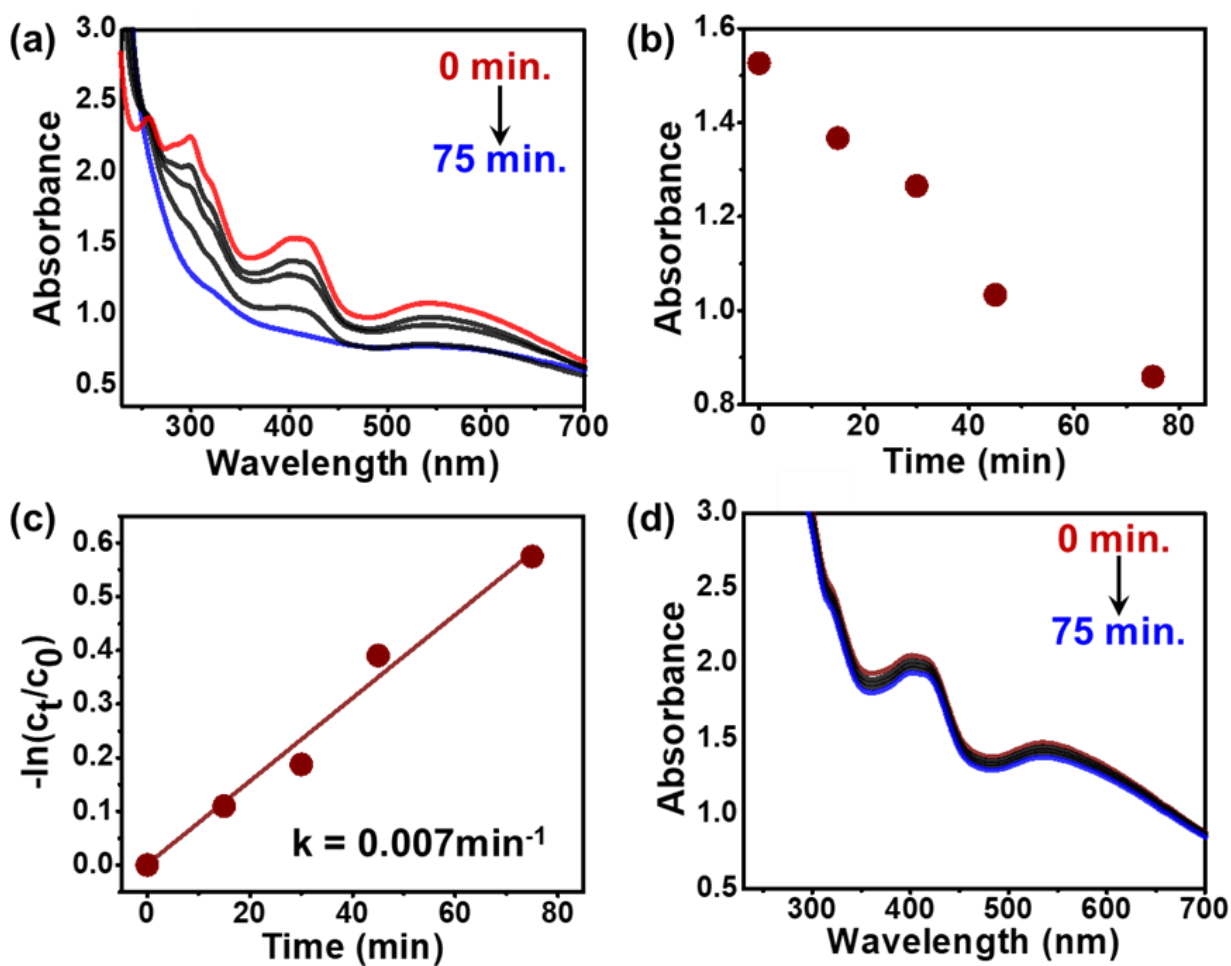 (a)
3.0
2.5
2.0
1.5
1.0
0.5
Absorbance
0 min.
75 min.
300 400 500 600 700
Wavelength (nm)
(b)
1.6
1.4
1.2
1.0
0.8
Absorbance
0 20 40 60 80
Time (min)
(c)
0.6
0.5
0.4
0.3
0.2
0.1
0.0
-ln(cₜ/c₀)
k = 0.007min⁻¹
0 20 40 60 80
Time (min)
(d)
3.0
2.5
2.0
1.5
1.0
0.5
Absorbance
0 min.
75 min.
300 400 500 600 700
Wavelength (nm)